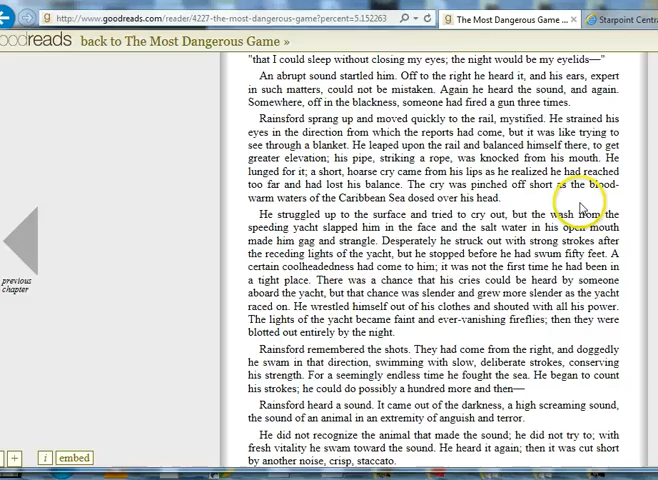 http://www.goodreads.com/reader/4227-the-most-dangerous-game?percent=5.152263
The Most Dangerous Game ...
Starpoint Centra
oodreads back to The Most Dangerous Game »
"that I could sleep without closing my eyes; the night would be my eyelids—"
An abrupt sound startled him. Off to the right he heard it, and his ears, expert
in such matters, could not be mistaken. Again he heard the sound, and again.
Somewhere, off in the blackness, someone had fired a gun three times.
Rainsford sprang up and moved quickly to the rail, mystified. He strained his
eyes in the direction from which the reports had come, but it was like trying to
see through a blanket. He leaped upon the rail and balanced himself there, to get
greater elevation; his pipe, striking a rope, was knocked from his mouth. He
lunged for it; a short, hoarse cry came from his lips as he realized he had reached
too far and had lost his balance. The cry was pinched off short as the blood-
warm waters of the Caribbean Sea dosed over his head.
He struggled up to the surface and tried to cry out, but the wash from the
speeding yacht slapped him in the face and the salt water in his open mouth
made him gag and strangle. Desperately he struck out with strong strokes after
the receding lights of the yacht, but he stopped before he had swum fifty feet. A
certain coolheadedness had come to him; it was not the first time he had been in
a tight place. There was a chance that his cries could be heard by someone
aboard the yacht, but that chance was slender and grew more slender as the yacht
raced on. He wrestled himself out of his clothes and shouted with all his power.
The lights of the yacht became faint and ever-vanishing fireflies; then they were
blotted out entirely by the night.
previous
chapter
Rainsford remembered the shots. They had come from the right, and doggedly
he swam in that direction, swimming with slow, deliberate strokes, conserving
his strength. For a seemingly endless time he fought the sea. He began to count
his strokes; he could do possibly a hundred more and then—
Rainsford heard a sound. It came out of the darkness, a high screaming sound,
the sound of an animal in an extremity of anguish and terror.
He did not recognize the animal that made the sound; he did not try to; with
fresh vitality he swam toward the sound. He heard it again; then it was cut short
by another noise, crisp, staccato.
+ i embed